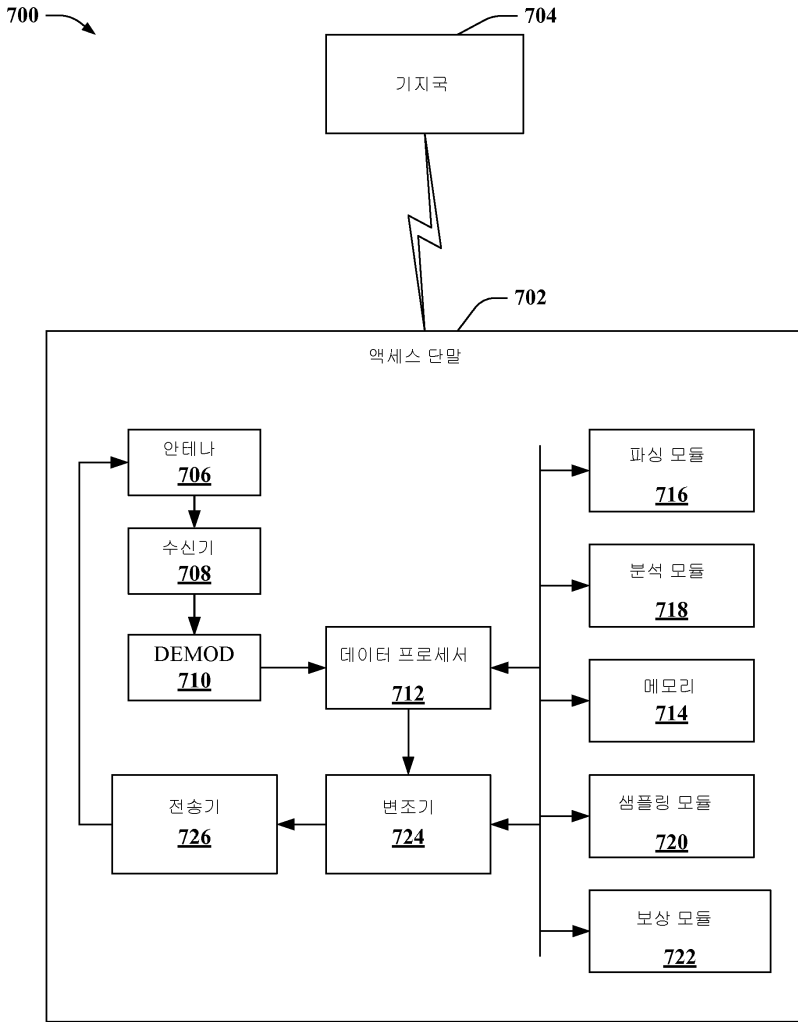 700
704
기지국
702
액세스 단말
안테나
706
수신기
708
DEMOD
710
데이터 프로세서
712
전송기
726
변조기
724
파싱 모듈
716
분석 모듈
718
메모리
714
샘플링 모듈
720
보상 모듈
722